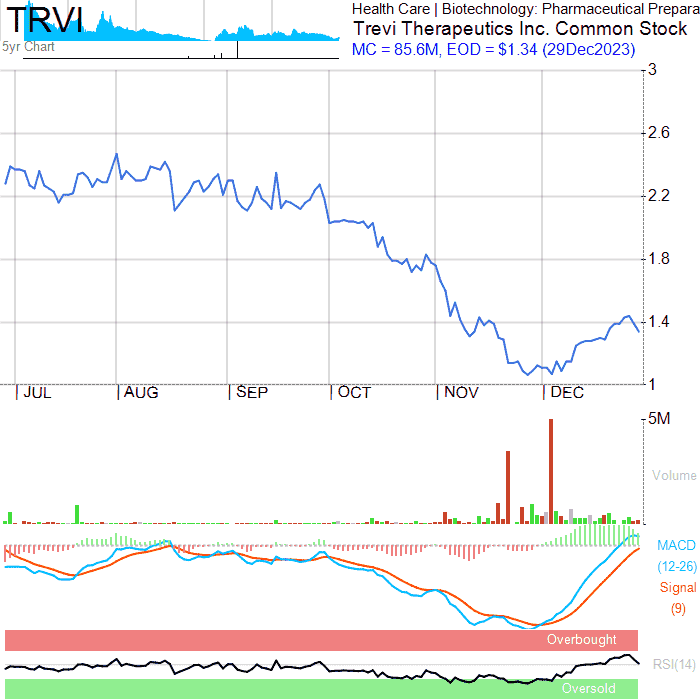 TRVI
5yr Chart
Health Care | Biotechnology: Pharmaceutical Prepara
Trevi Therapeutics Inc. Common Stock
MC = 85.6M, EOD = $1.34 (29Dec2023)
3
2.6
2.2
1.8
1.4
1
JUL AUG SEP OCT NOV DEC
5M
Volume
MACD
(12-26)
Signal
(9)
Overbought
RSI(14)
Oversold